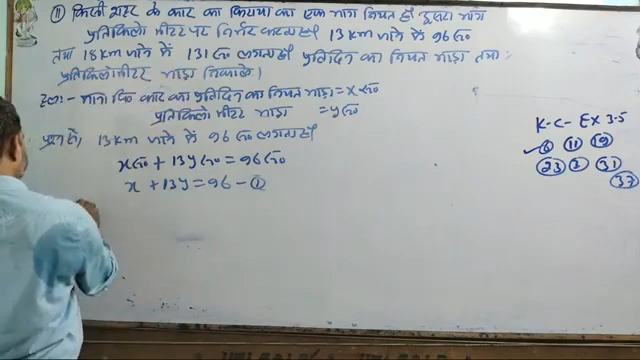 ⑪ किसी शहर के कार का किराया का एक भाग नियत है। दूसरा भाग
प्रति किलो मीटर पर निर्भर करता है। 13 km जाने में 96 रू०
तथा 18 km जाने में 131 रू० लगता है। प्रतिदिन का नियत भाड़ा तथा
प्रति किलोमीटर भाड़ा निकालें।
हलः- माना कि कार का प्रतिदिन का नियत भाड़ा = x रू०
प्रति किलो मीटर भाड़ा = y रू०
प्रश्न से, 13 km जाने में 96 रू० लगता है।
x रू० + 13y रू० = 96 रू०
x + 13y = 96 - ①
K-C- Ex 3.5
⑪ ⑲
㉓ ② ㉛
㉝